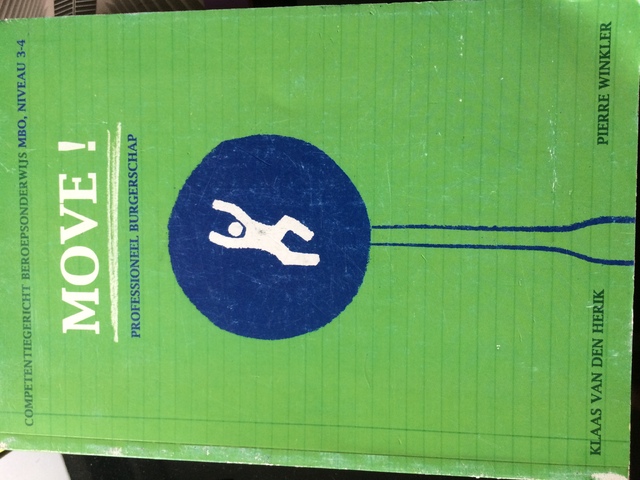 COMPETENTIEGERICHT BEROEPSONDERWIJS MBO, NIVEAU 3-4
MOVE !
PROFESSIONEEL BURGERSCHAP
KLAAS VAN DEN HERIK
PIERRE WINKLER